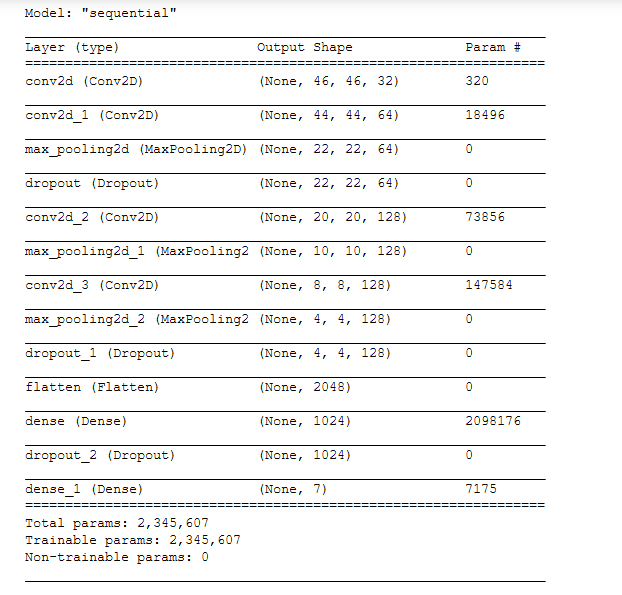 Model: "sequential"
Layer (type) Output Shape Param #
conv2d (Conv2D) (None, 46, 46, 32) 320
conv2d_1 (Conv2D) (None, 44, 44, 64) 18496
max_pooling2d (MaxPooling2D) (None, 22, 22, 64) 0
dropout (Dropout) (None, 22, 22, 64) 0
conv2d_2 (Conv2D) (None, 20, 20, 128) 73856
max_pooling2d_1 (MaxPooling2 (None, 10, 10, 128) 0
conv2d_3 (Conv2D) (None, 8, 8, 128) 147584
max_pooling2d_2 (MaxPooling2 (None, 4, 4, 128) 0
dropout_1 (Dropout) (None, 4, 4, 128) 0
flatten (Flatten) (None, 2048) 0
dense (Dense) (None, 1024) 2098176
dropout_2 (Dropout) (None, 1024) 0
dense_1 (Dense) (None, 7) 7175
Total params: 2,345,607
Trainable params: 2,345,607
Non-trainable params: 0